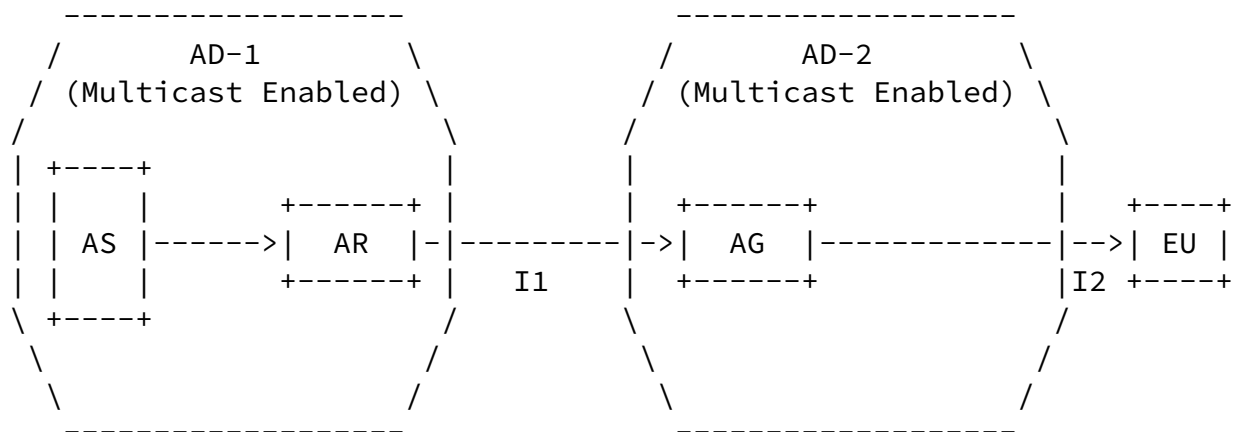 AD-1 AD-2
(Multicast Enabled) (Multicast Enabled)
AS AR AG EU
I1 I2